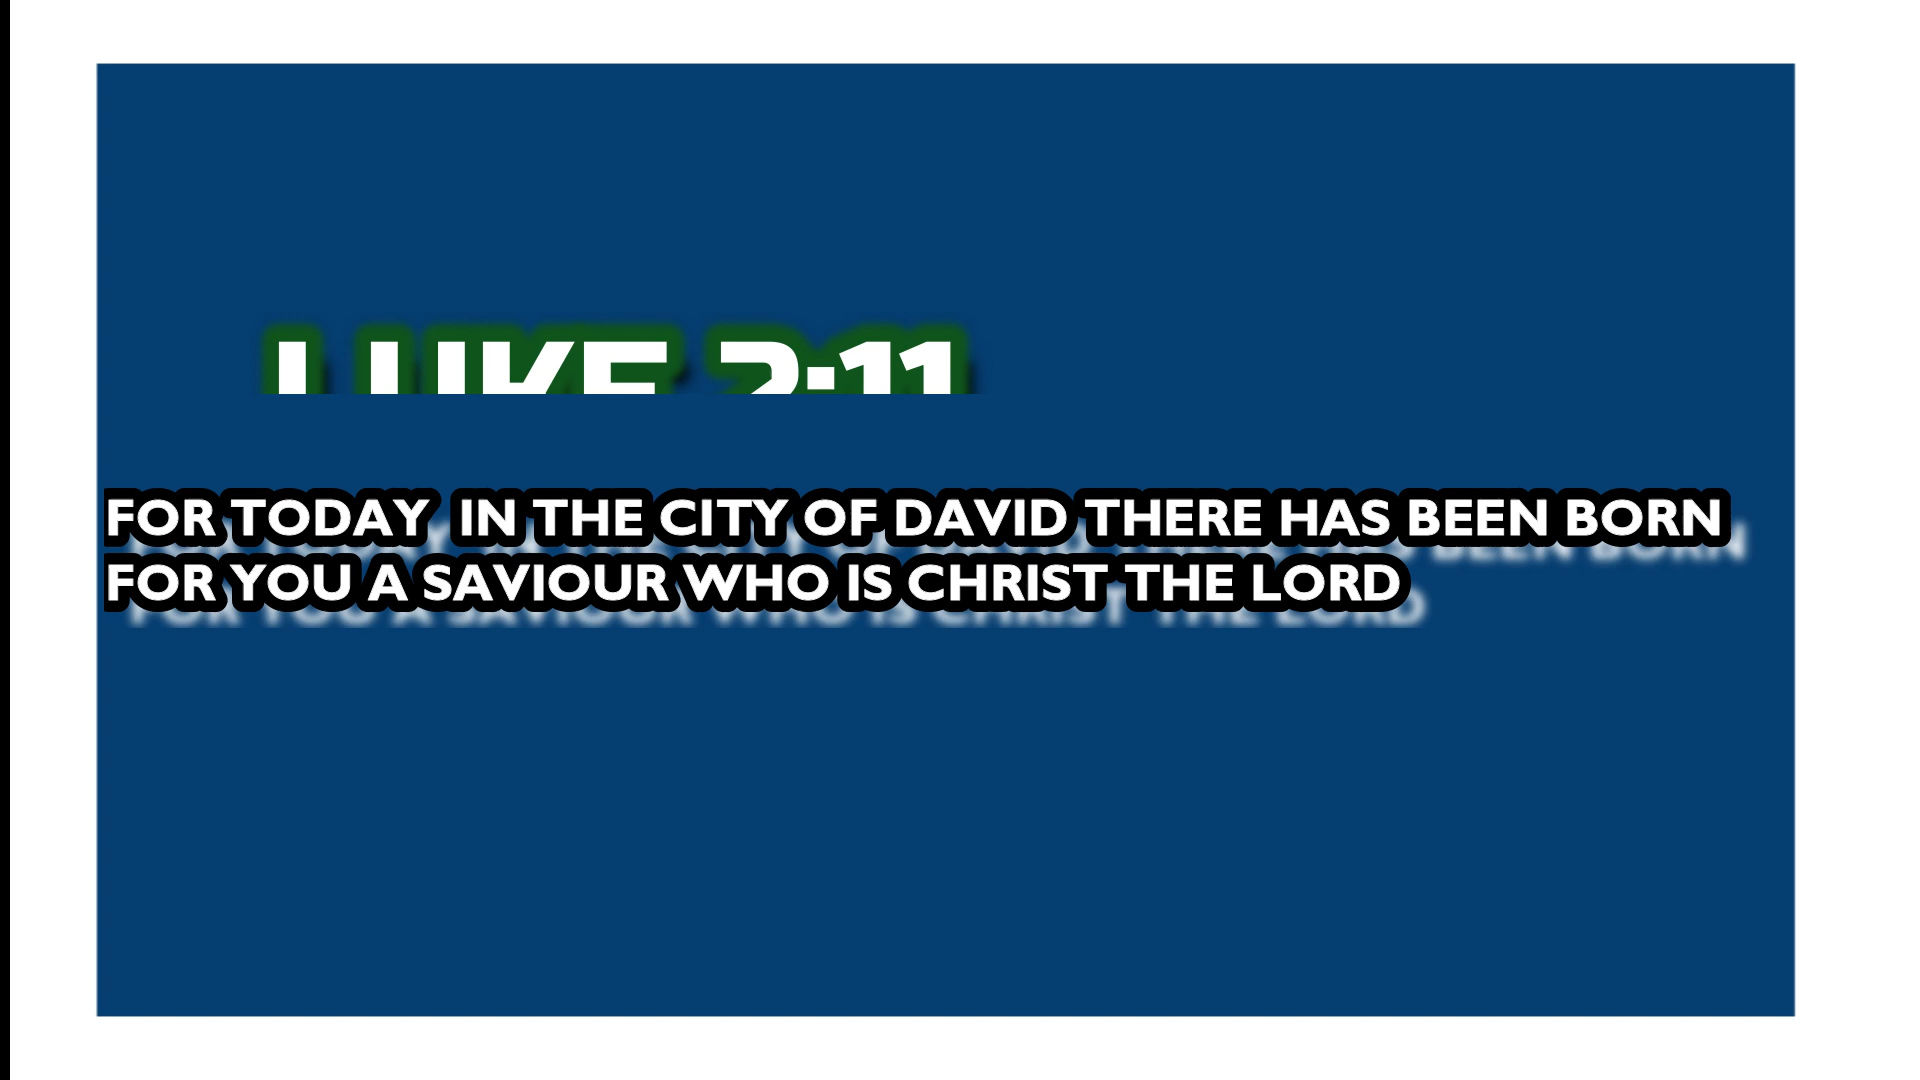 LUKE 2:11
FOR TODAY  IN THE CITY OF DAVID THERE HAS BEEN BORN
FOR YOU A SAVIOUR WHO IS CHRIST THE LORD